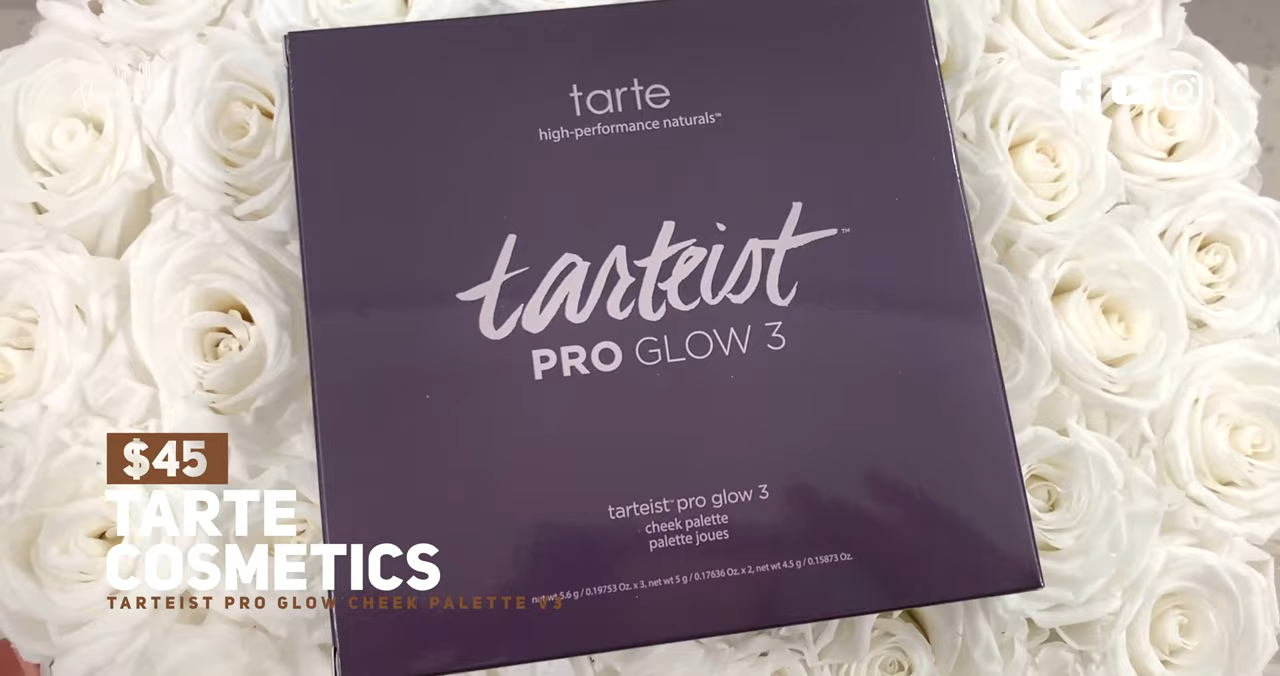 tarte
high-performance naturals™
tarteist™
PRO GLOW 3
tarteist™ pro glow 3
cheek palette
palette joues
net wt 5.6 g / 0.19753 Oz. x 3, net wt 5 g / 0.17636 Oz. x 2, net wt 4.5 g / 0.15873 Oz.
$45
TARTE
COSMETICS
TARTEIST PRO GLOW CHEEK PALETTE V3